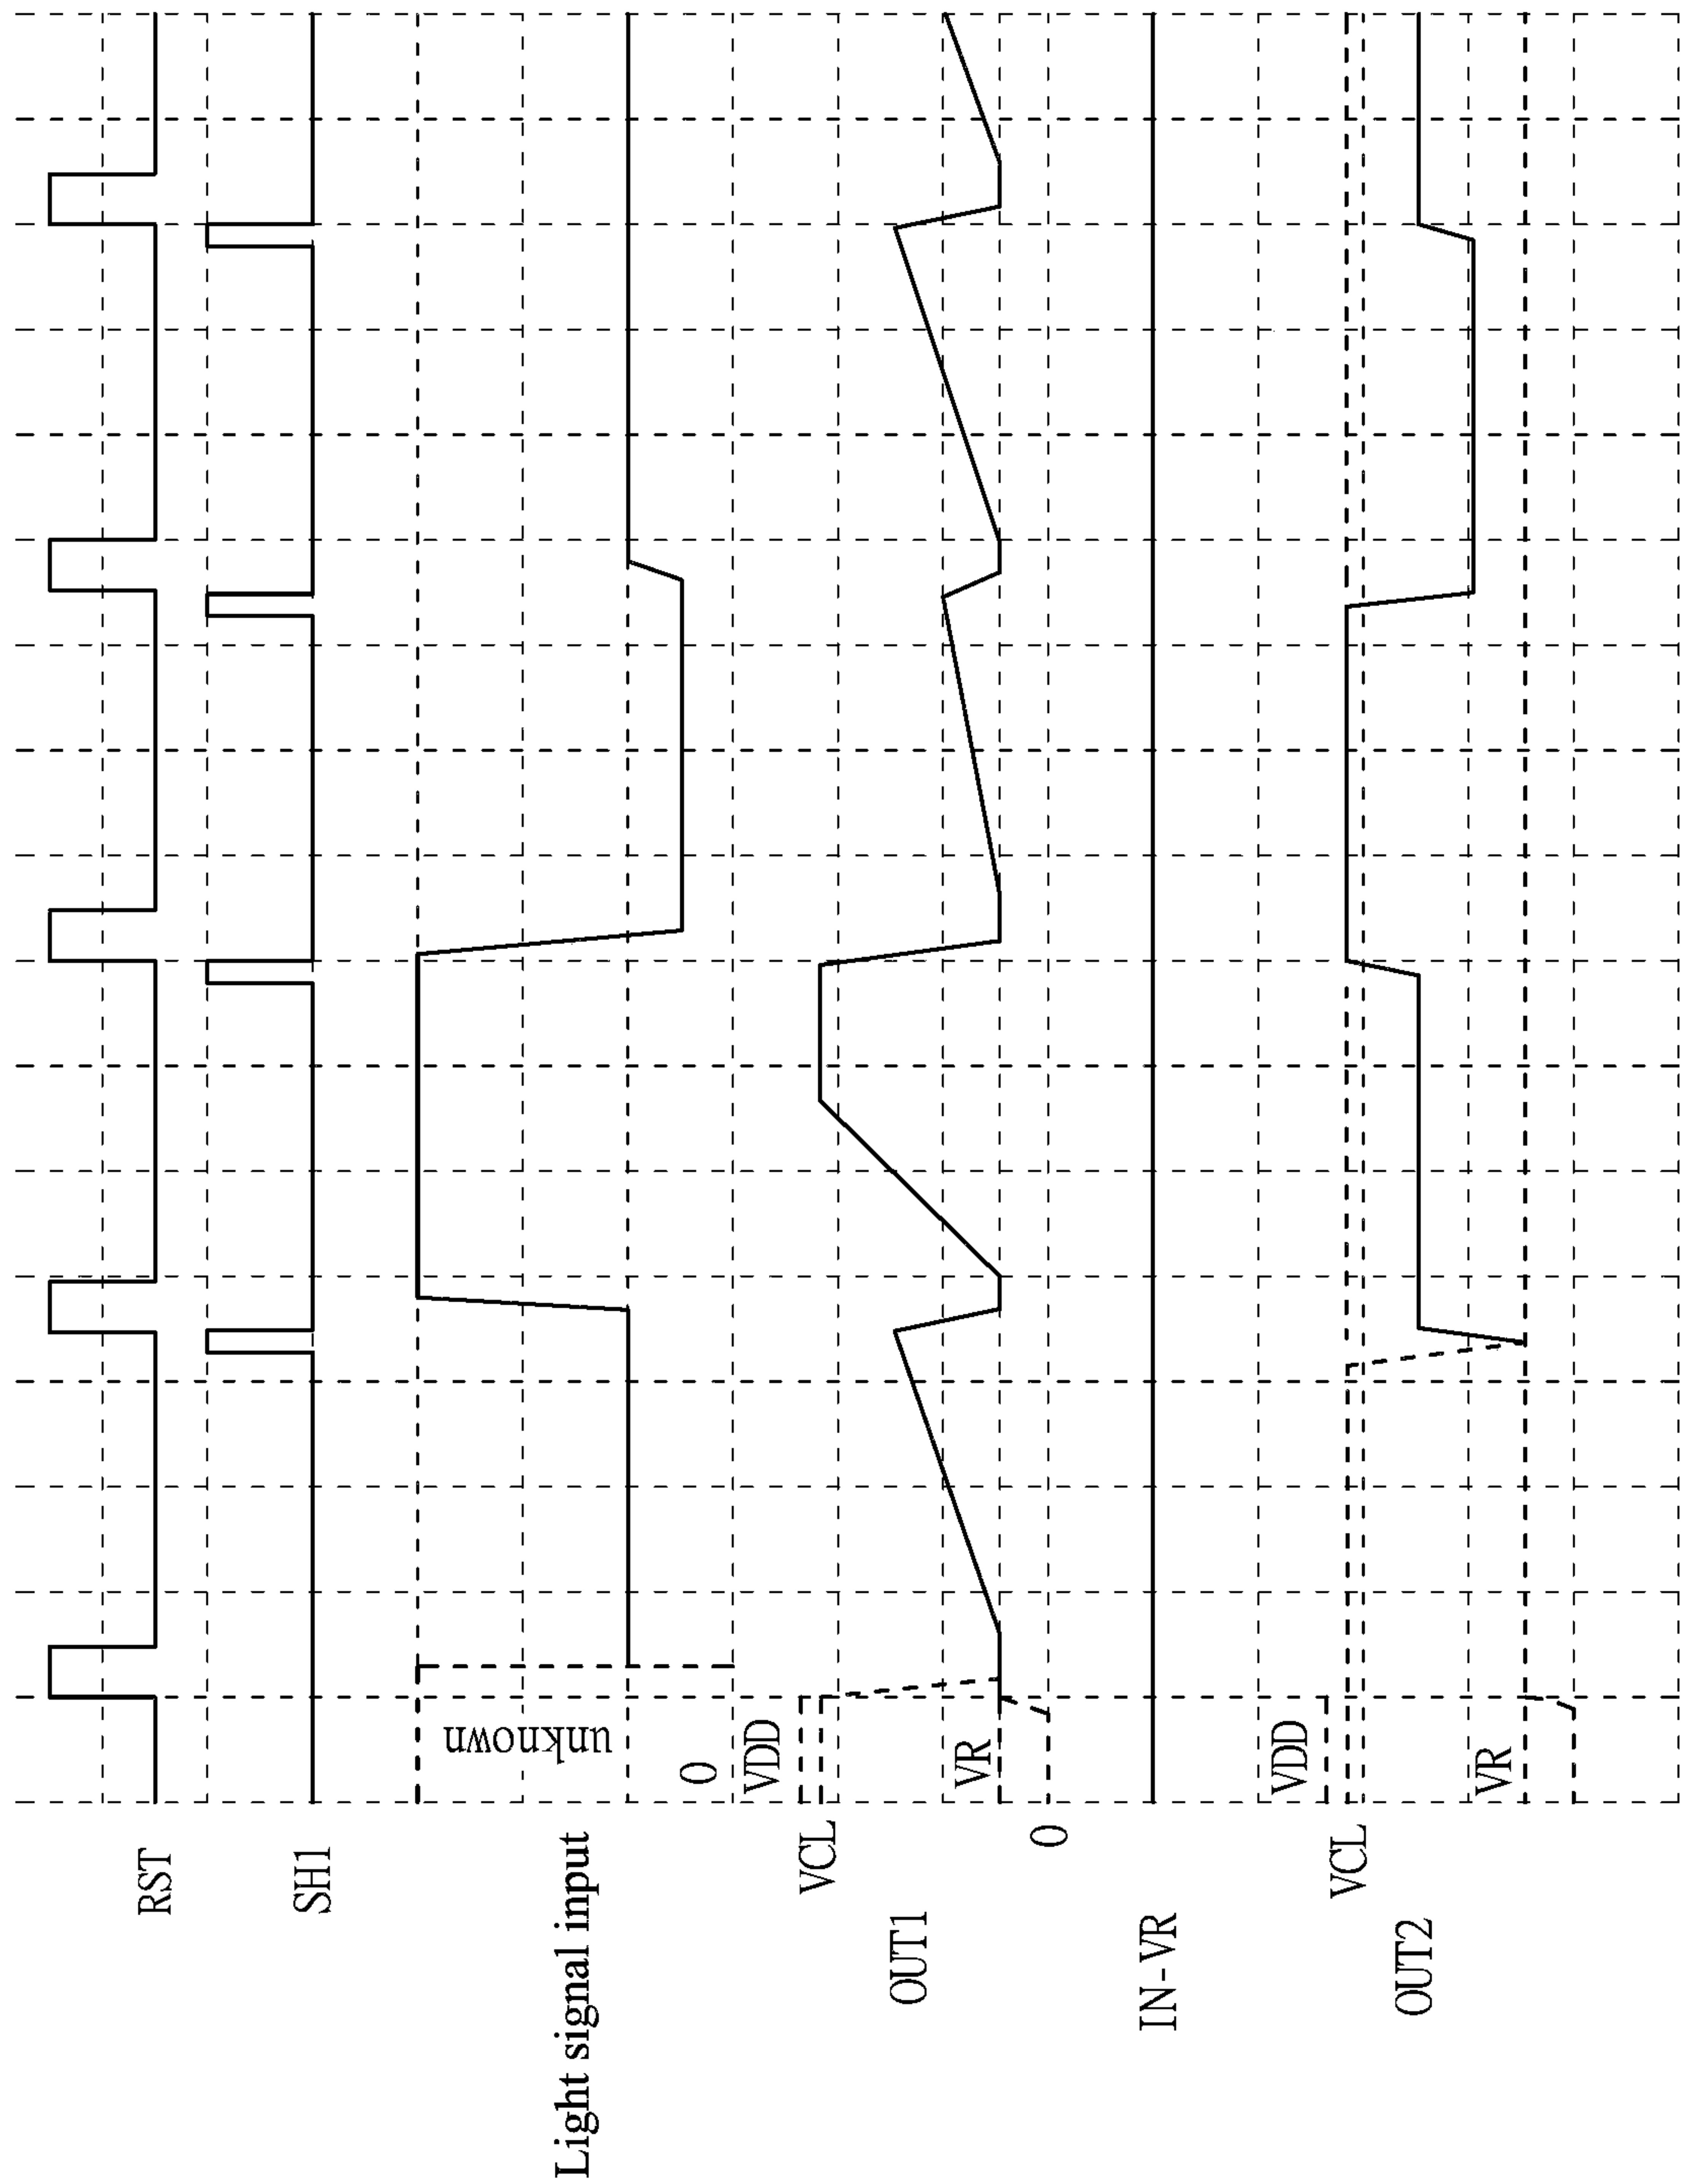 RST
SH1
Light signal input
unknown
0
VDD
VCL
OUT1
VR
0
IN-VR
VDD
VCL
OUT2
VR